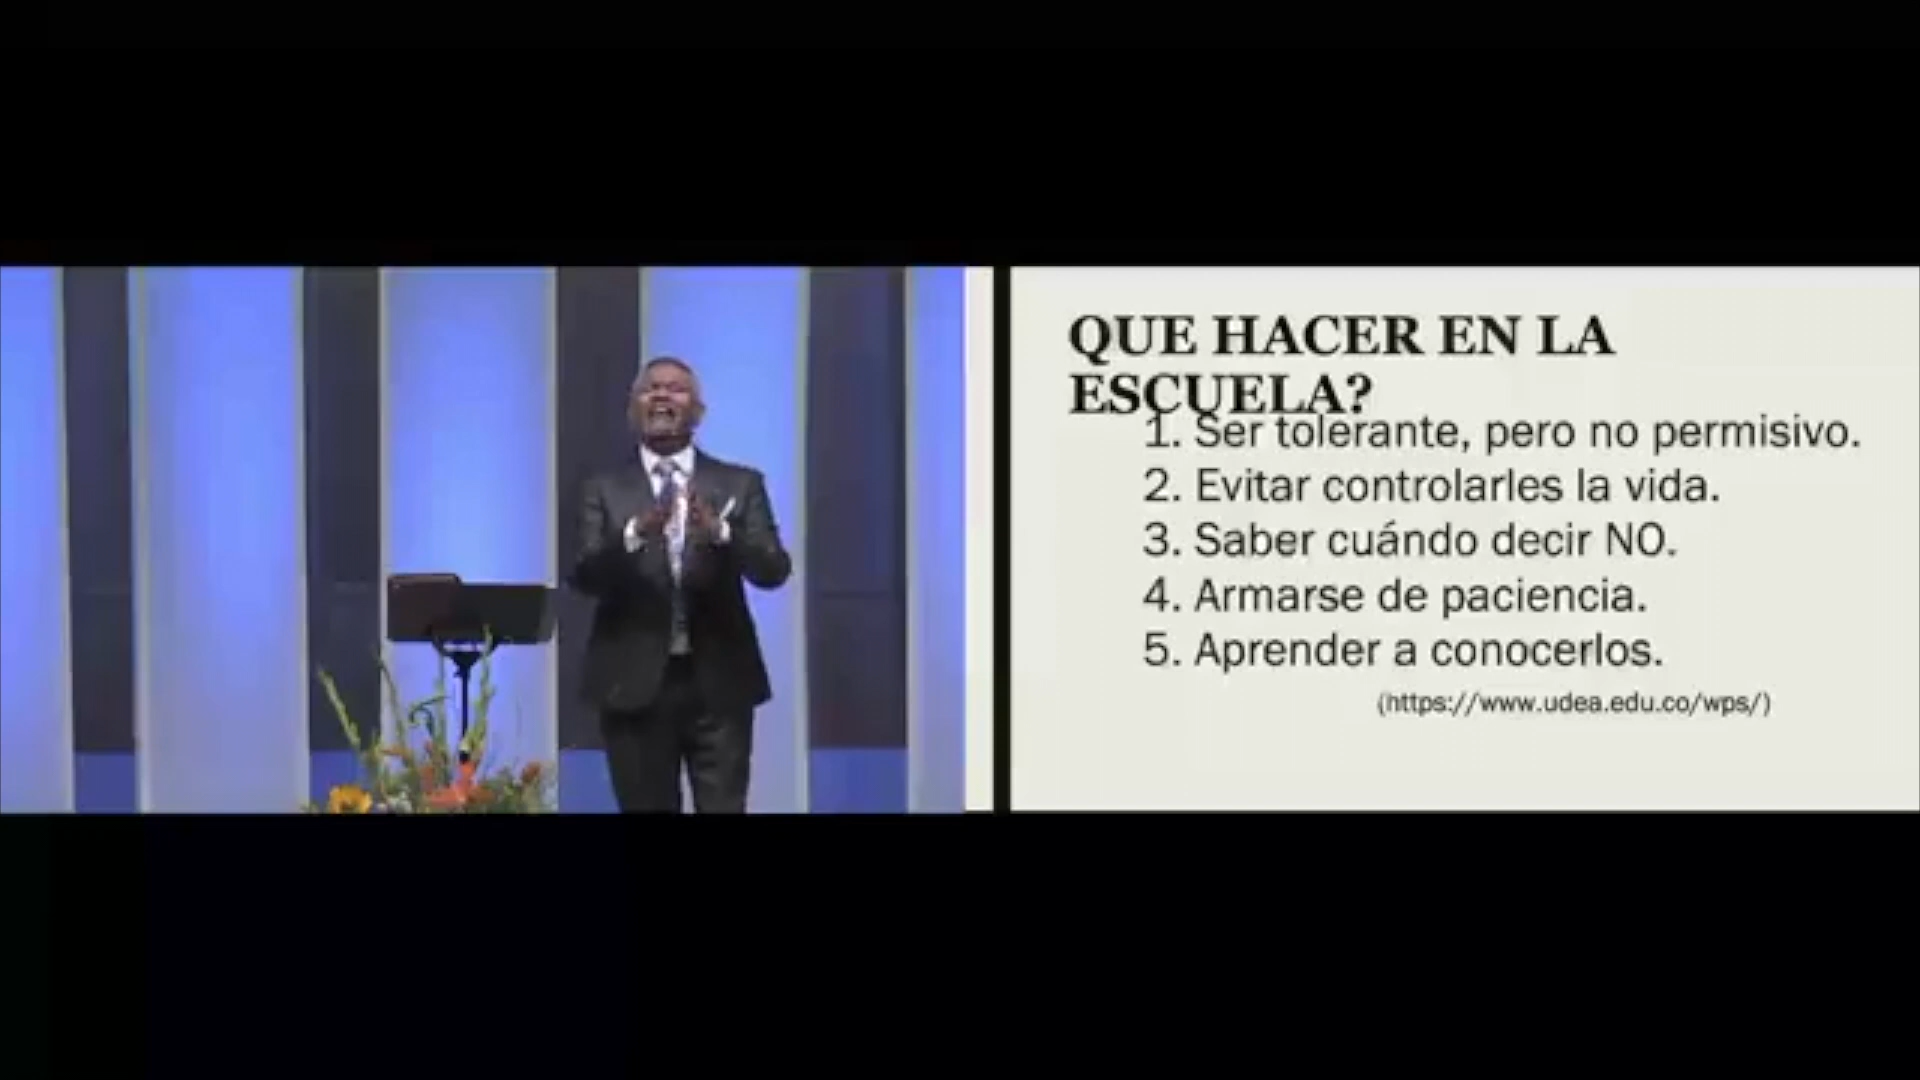 QUE HACER EN LA
ESCUELA?
1. Ser tolerante, pero no permisivo.
2. Evitar controlarles la vida.
3. Saber cuándo decir NO.
4. Armarse de paciencia.
5. Aprender a conocerlos.
(https://www.udea.edu.co/wps/)